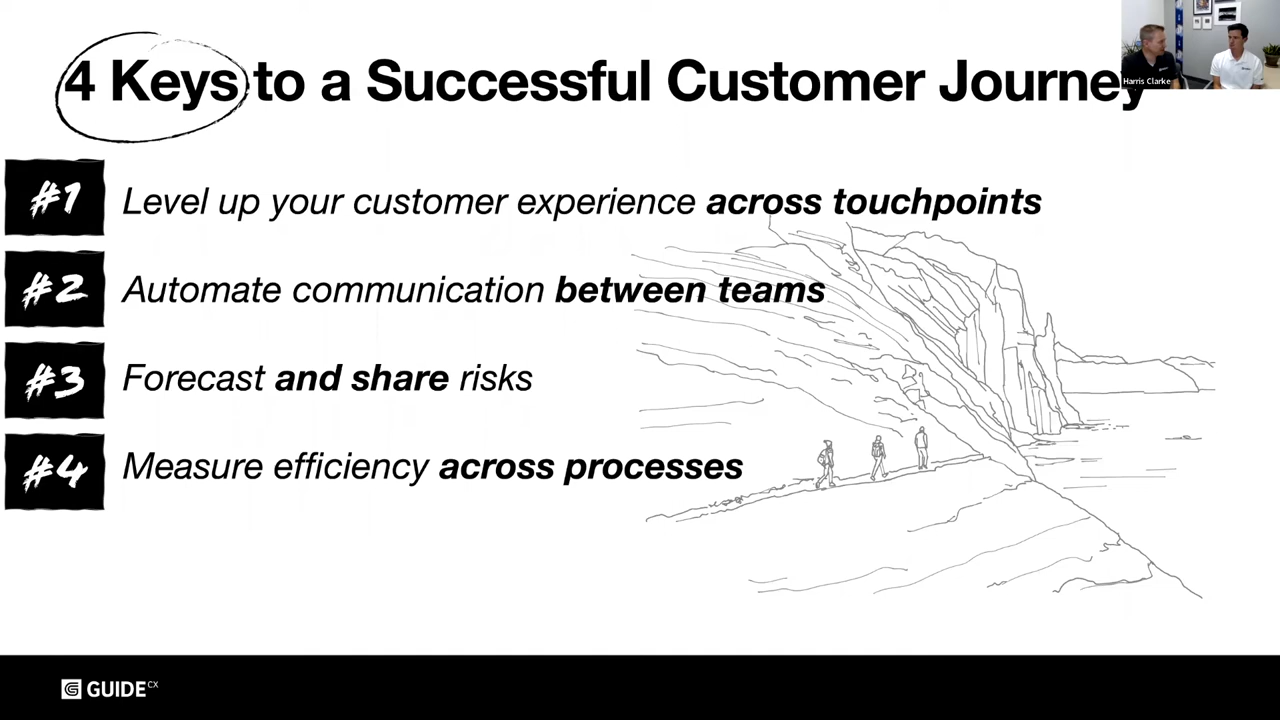 4 Keys to a Successful Customer Journey
Harris Clarke
#1 Level up your customer experience across touchpoints
#2 Automate communication between teams
#3 Forecast and share risks
#4 Measure efficiency across processes
GUIDE CX